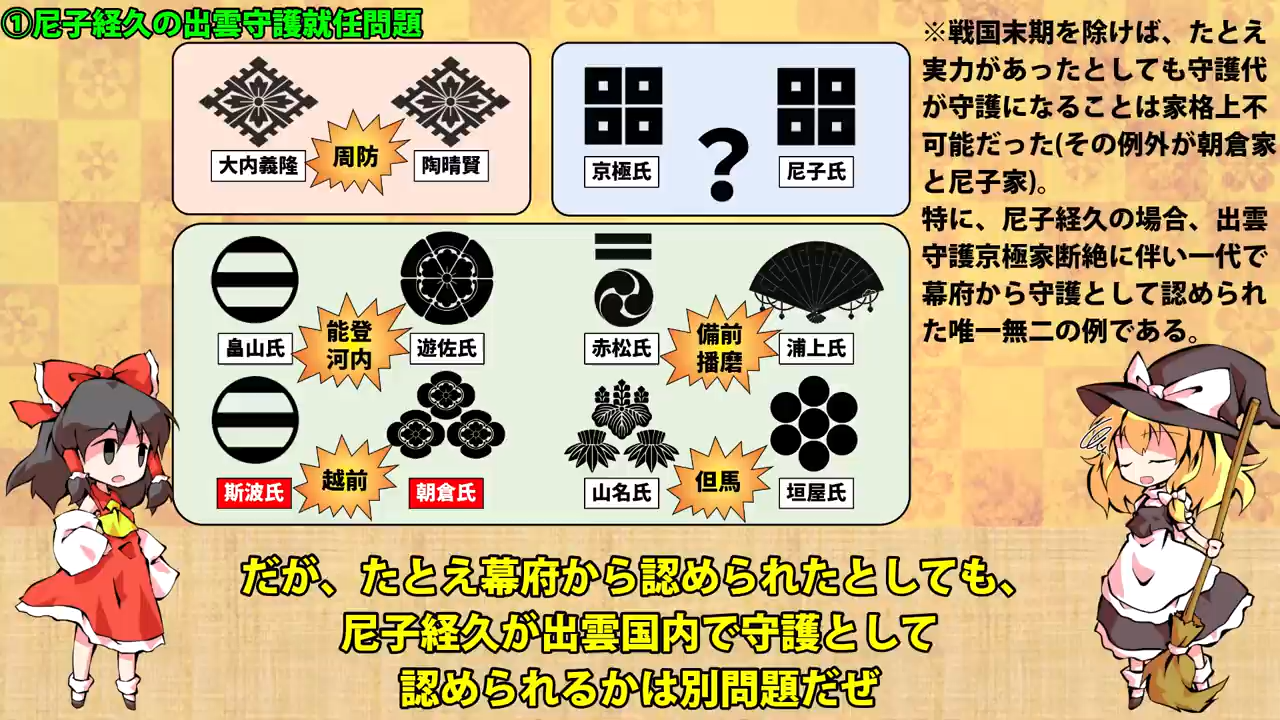 ①尼子経久の出雲守護就任問題
大内義隆
周防
陶晴賢
京極氏
?
尼子氏
畠山氏
能登
河内
遊佐氏
赤松氏
備前
播磨
浦上氏
斯波氏
越前
朝倉氏
山名氏
但馬
垣屋氏
※戦国末期を除けば、たとえ
実力があったとしても守護代
が守護になることは家格上不
可能だった(その例外が朝倉家
と尼子家)。
特に、尼子経久の場合、出雲
守護京極家断絶に伴い一代で
幕府から守護として認められ
た唯一無二の例である。
だが、たとえ幕府から認められたとしても、
尼子経久が出雲国内で守護として
認められるかは別問題だぜ